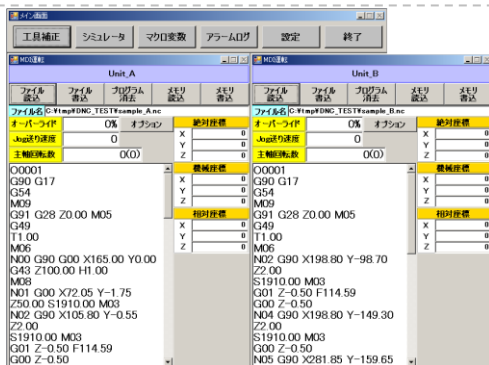 メイン画面
工具補正 シミュレータ マクロ変数 アラームログ 設定 終了
MDI運転
Unit_A
ファイル読込 ファイル書込 プログラム消去 メモリ読込 メモリ書込
ファイル名 C:¥tmp¥DNC_TEST¥sample_A.nc
オーバーライド 0% オプション 絶対座標
Jog送り速度 0 X 0
主軸回転数 0(0) Y 0
Z 0
機械座標
X 0
Y 0
Z 0
相対座標
X 0
Y 0
Z 0
O0001
G90 G17
G54
M09
G91 G28 Z0.00 M05
G49
T1.00
M06
N00 G90 G00 X165.00 Y0.00
G43 Z100.00 H1.00
M08
N01 G00 X72.05 Y-1.75
Z50.00 S1910.00 M03
N02 G90 X105.80 Y-0.55
Z2.00
S1910.00 M03
G01 Z-0.50 F114.59
G00 Z-0.50
MDI運転
Unit_B
ファイル読込 ファイル書込 プログラム消去 メモリ読込 メモリ書込
ファイル名 C:¥tmp¥DNC_TEST¥sample_B.nc
オーバーライド 0% オプション 絶対座標
Jog送り速度 0 X 0
主軸回転数 0(0) Y 0
Z 0
機械座標
X 0
Y 0
Z 0
相対座標
X 0
Y 0
Z 0
O0001
G90 G17
G54
M09
G91 G28 Z0.00 M05
G49
T1.00
M06
N02 G90 X198.80 Y-98.70
Z2.00
S1910.00 M03
G01 Z-0.50 F114.59
G00 Z-0.50
N04 G90 X198.80 Y-149.30
Z2.00
S1910.00 M03
G00 Z-0.50
N05 G90 X281.85 Y-159.65